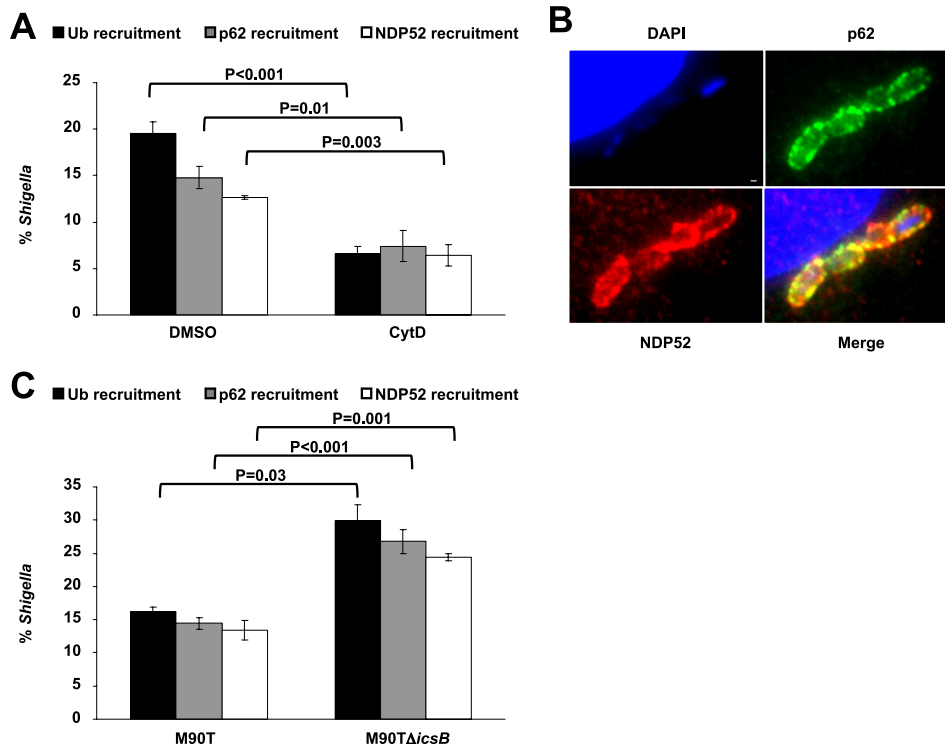 A
Ub recruitment p62 recruitment NDP52 recruitment
P<0.001
P=0.01
P=0.003
25
20
15
10
5
0
% Shigella
DMSO CytD
B
DAPI p62
NDP52 Merge
C
Ub recruitment p62 recruitment NDP52 recruitment
P=0.001
P<0.001
P=0.03
35
30
25
20
15
10
5
0
% Shigella
M90T M90TΔicsB